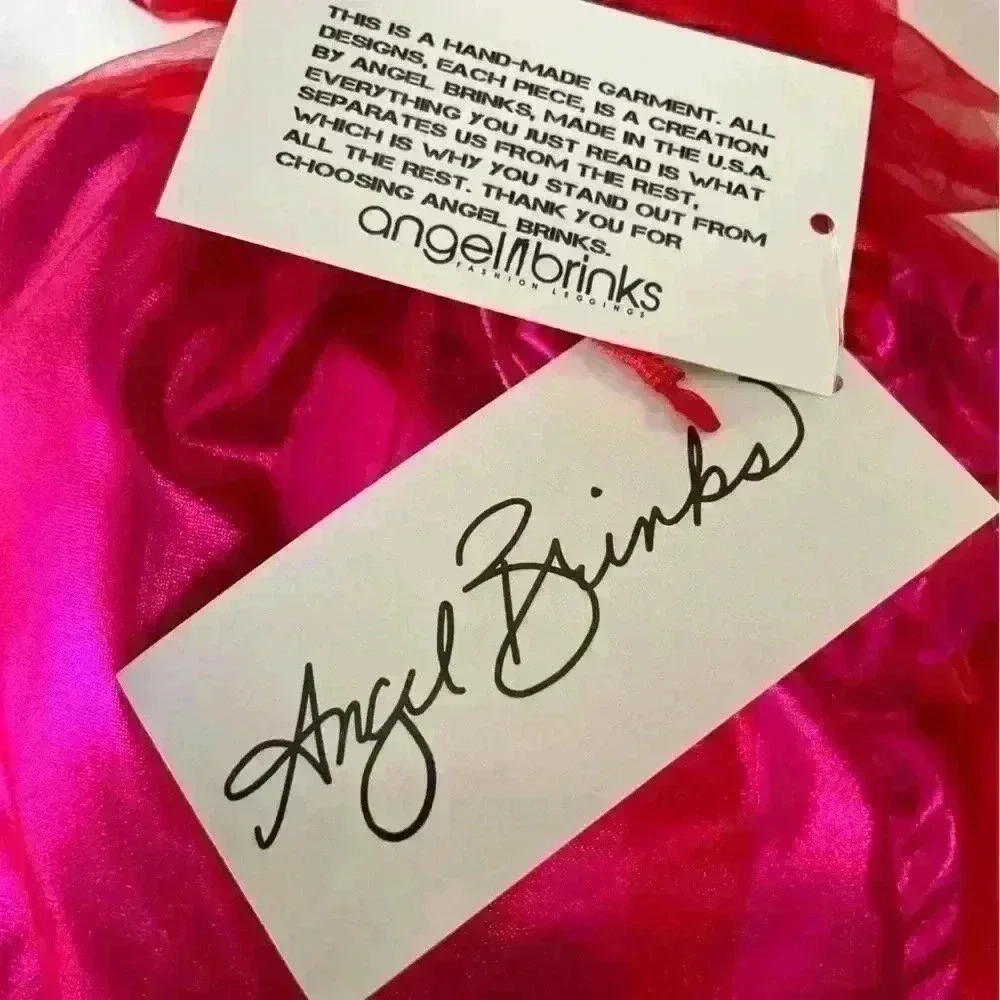 THIS IS A HAND-MADE GARMENT. ALL
DESIGNS, EACH PIECE, IS A CREATION
BY ANGEL BRINKS, MADE IN THE U.S.A.
EVERYTHING YOU JUST READ IS WHAT
SEPARATES US FROM THE REST,
WHICH IS WHY YOU STAND OUT FROM
ALL THE REST. THANK YOU FOR
CHOOSING ANGEL BRINKS.
angel brinks
FASHION LEGGINGS
Angel Brinks